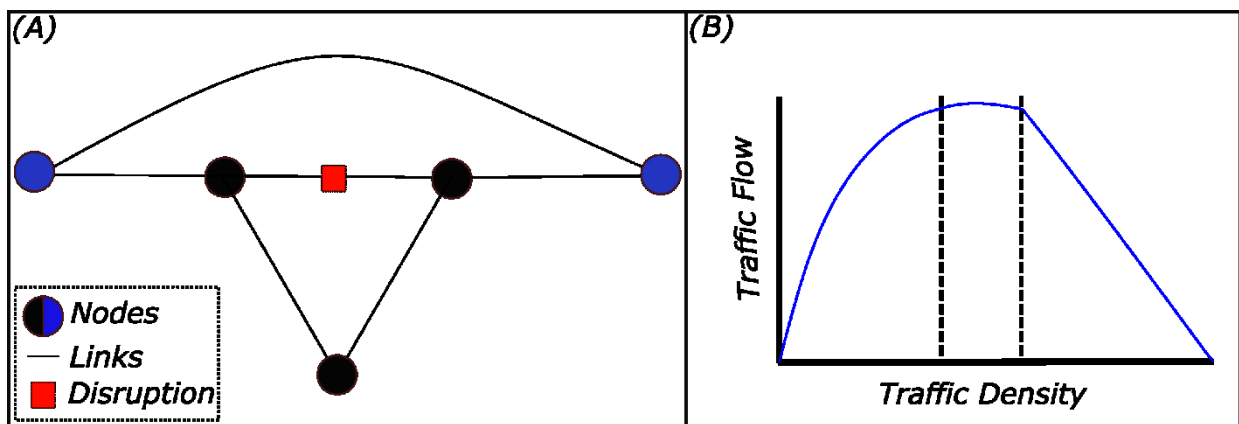 (A)
Nodes
Links
Disruption
(B)
Traffic Flow
Traffic Density